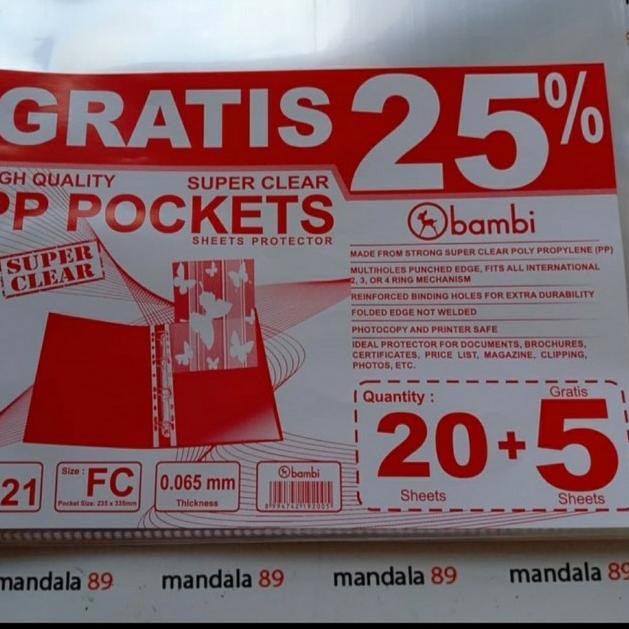 GRATIS 25%
GH QUALITY SUPER CLEAR
PP POCKETS
SHEETS PROTECTOR
SUPER
CLEAR
bambi
MADE FROM STRONG SUPER CLEAR POLY PROPYLENE (PP)
MULTIHOLES PUNCHED EDGE, FITS ALL INTERNATIONAL
2, 3, OR 4 RING MECHANISM
REINFORCED BINDING HOLES FOR EXTRA DURABILITY
FOLDED EDGE NOT WELDED
PHOTOCOPY AND PRINTER SAFE
IDEAL PROTECTOR FOR DOCUMENTS, BROCHURES,
CERTIFICATES, PRICE LIST, MAGAZINE, CLIPPING,
PHOTOS, ETC.
Quantity :
Gratis
20+5
Sheets Sheets
21
Size : FC
Pocket Size: 235 x 335mm
0.065 mm
Thickness
bambi
mandala 89 mandala 89 mandala 89 mandala 89